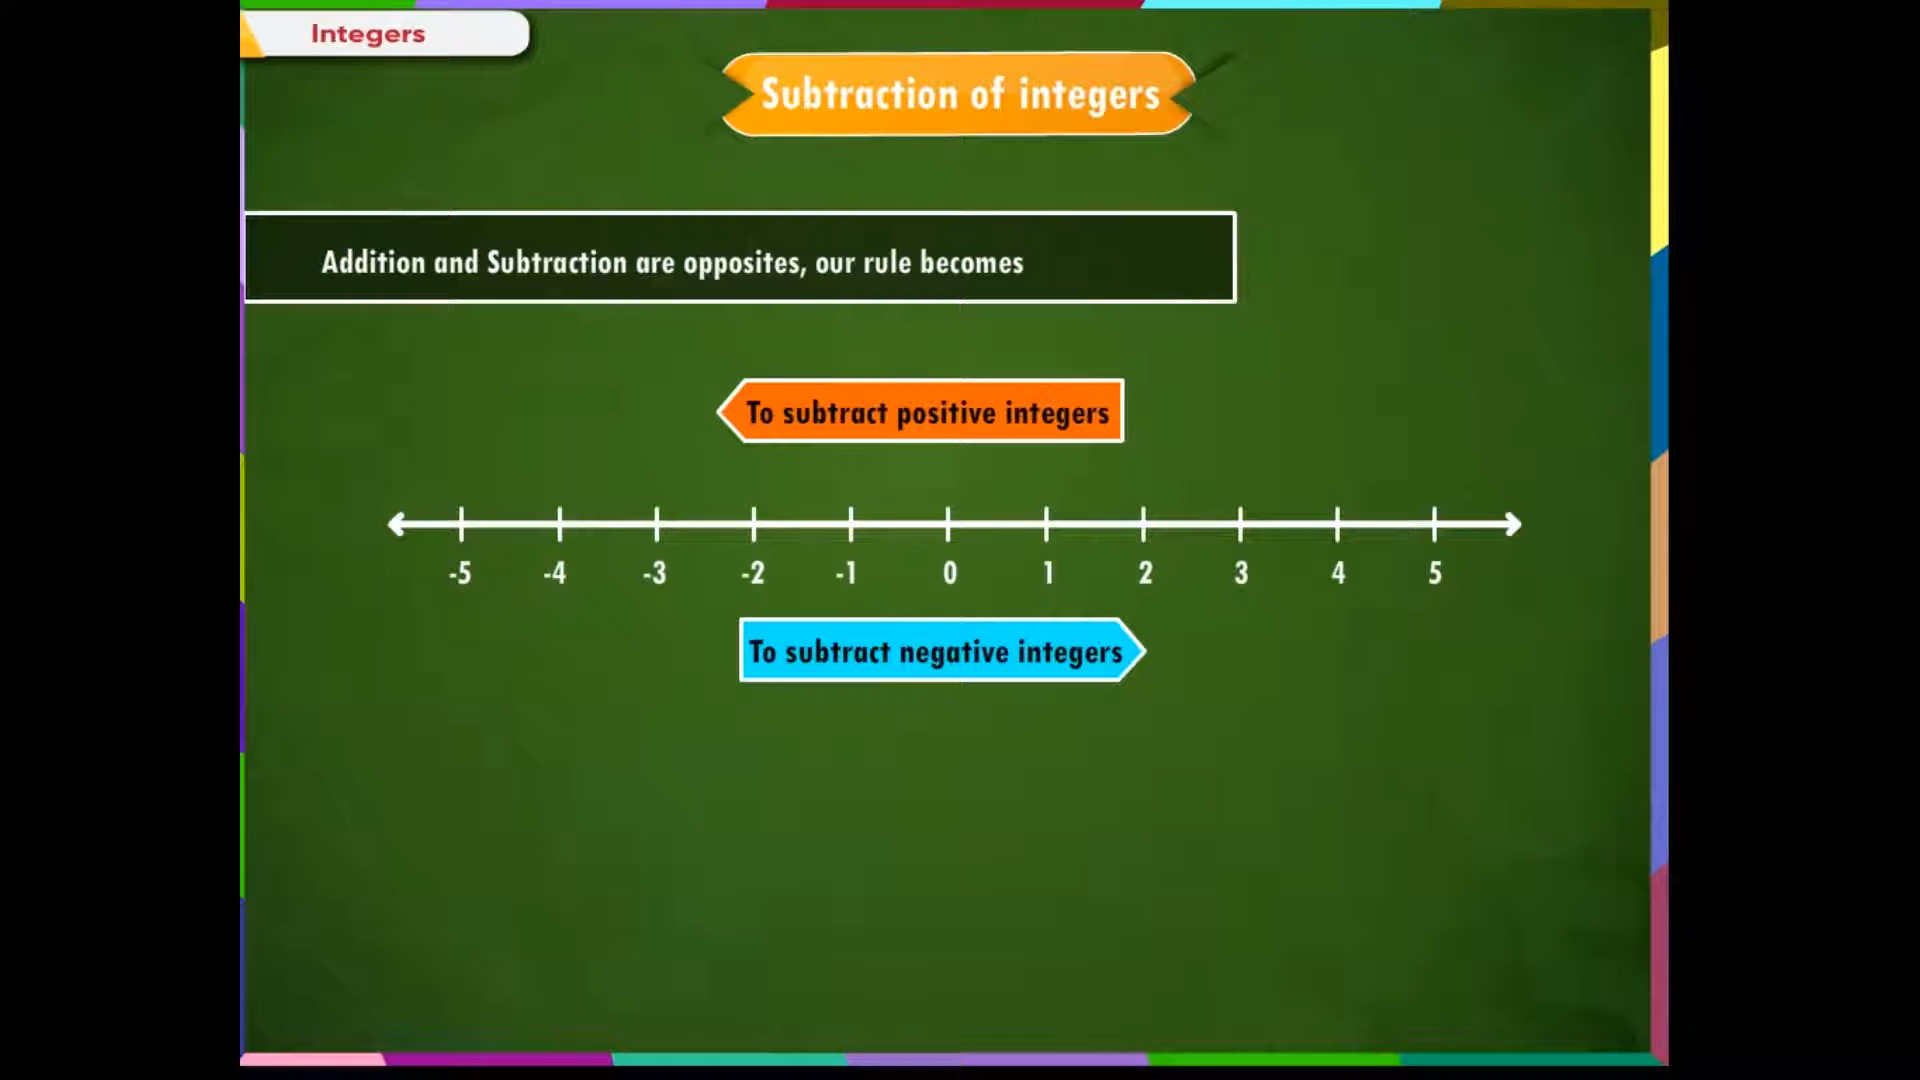 Integers
Subtraction of integers
Addition and Subtraction are opposites, our rule becomes
To subtract positive integers
-5 -4 -3 -2 -1 0 1 2 3 4 5
To subtract negative integers